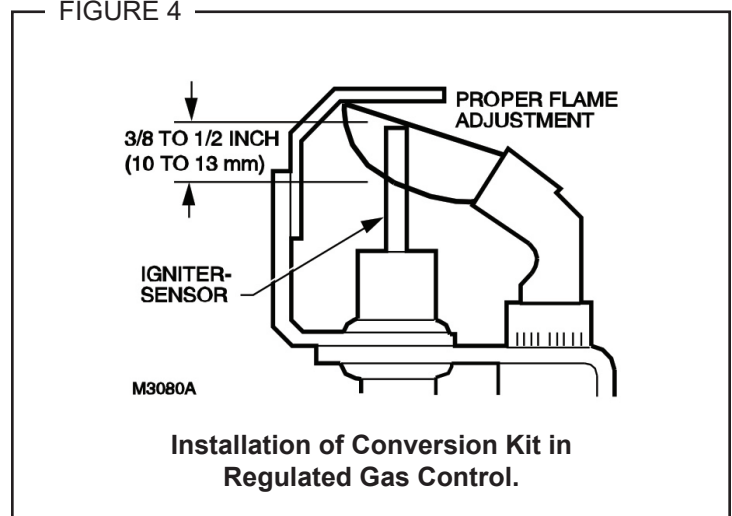 FIGURE 4
PROPER FLAME
ADJUSTMENT
3/8 TO 1/2 INCH
(10 TO 13 mm)
IGNITER-
SENSOR
M3080A
Installation of Conversion Kit in
Regulated Gas Control.